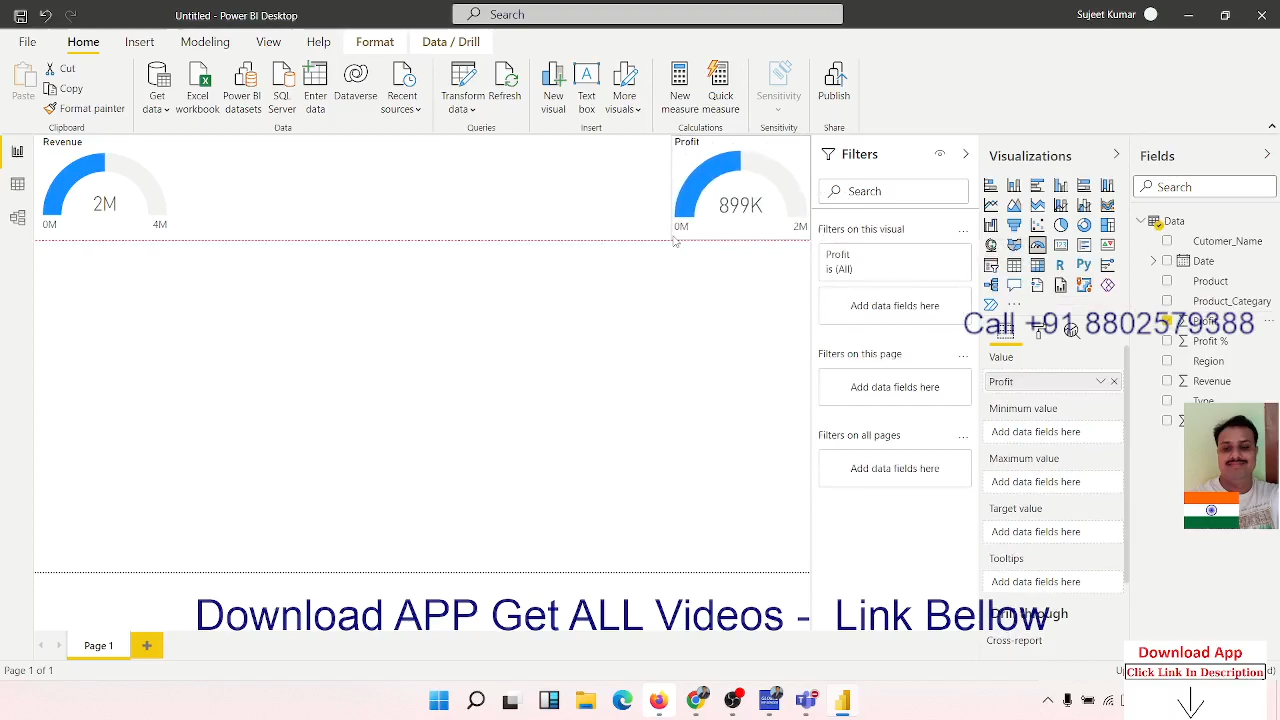 Untitled - Power BI Desktop
Search
Sujeet Kumar
File
Home
Insert
Modeling
View
Help
Format
Data / Drill
Paste
Cut
Copy
Format painter
Get data
Excel workbook
Power BI datasets
SQL Server
Enter data
Dataverse
Recent sources
Transform data
Refresh
New visual
Text box
More visuals
New measure
Quick measure
Sensitivity
Publish
Clipboard
Data
Queries
Insert
Calculations
Sensitivity
Share
Revenue
2M
0M
4M
Profit
899K
0M
2M
Filters
Search
Filters on this visual
Profit
is (All)
Add data fields here
Filters on this page
Add data fields here
Filters on all pages
Add data fields here
Visualizations
R
Py
Value
Profit
Minimum value
Add data fields here
Maximum value
Add data fields here
Target value
Add data fields here
Tooltips
Add data fields here
Drill through
Cross-report
Fields
Search
Data
Cutomer_Name
Date
Product
Product_Category
Profit
Profit %
Region
Revenue
Type
Call +91 8802579388
Download APP Get ALL Videos - Link Bellow
Page 1
Page 1 of 1
Download App
Click Link In Description